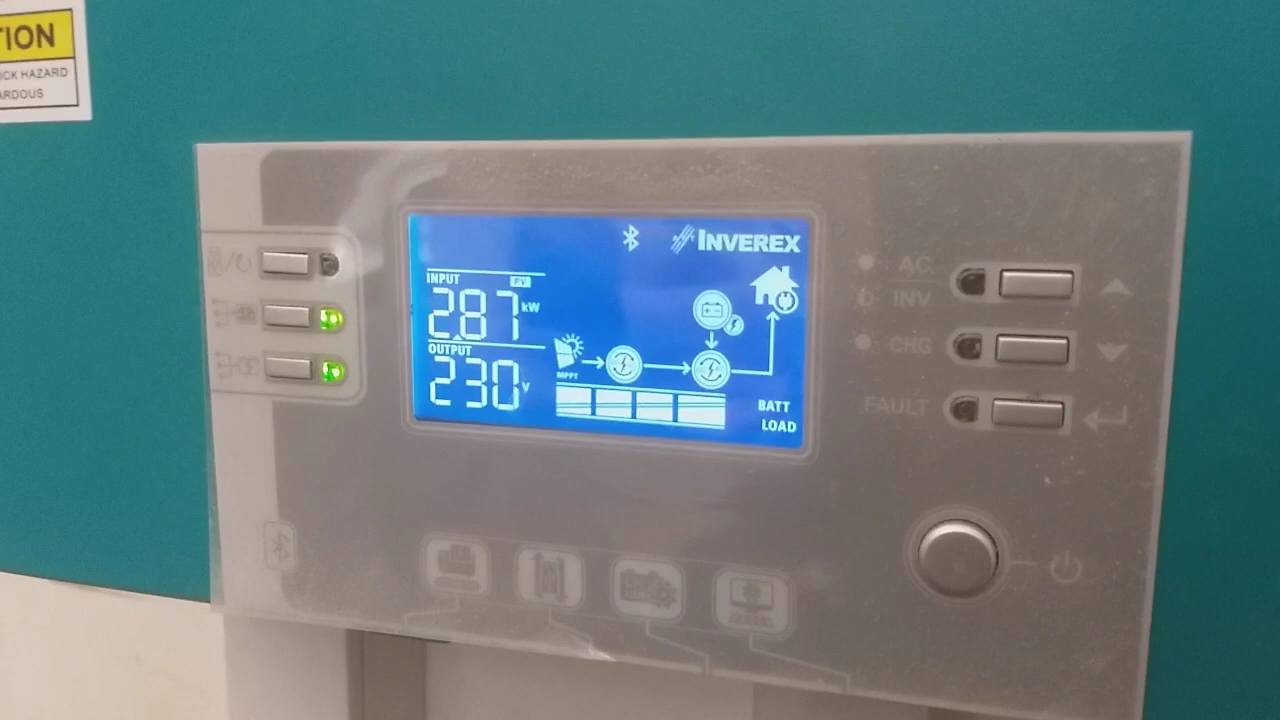 TION
OCK HAZARD
ARDOUS
INVEREX
INPUT PV
2.87 kW
OUTPUT
230 V
MPPT
BATT
LOAD
AC
INV
CHG
FAULT